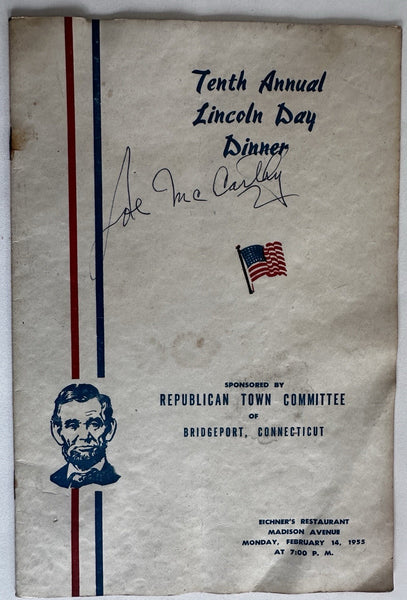 Tenth Annual
Lincoln Day
Dinner
Joe McCarthy
SPONSORED BY
REPUBLICAN TOWN COMMITTEE
OF
BRIDGEPORT, CONNECTICUT
EICHNER'S RESTAURANT
MADISON AVENUE
MONDAY, FEBRUARY 14, 1955
AT 7:00 P. M.